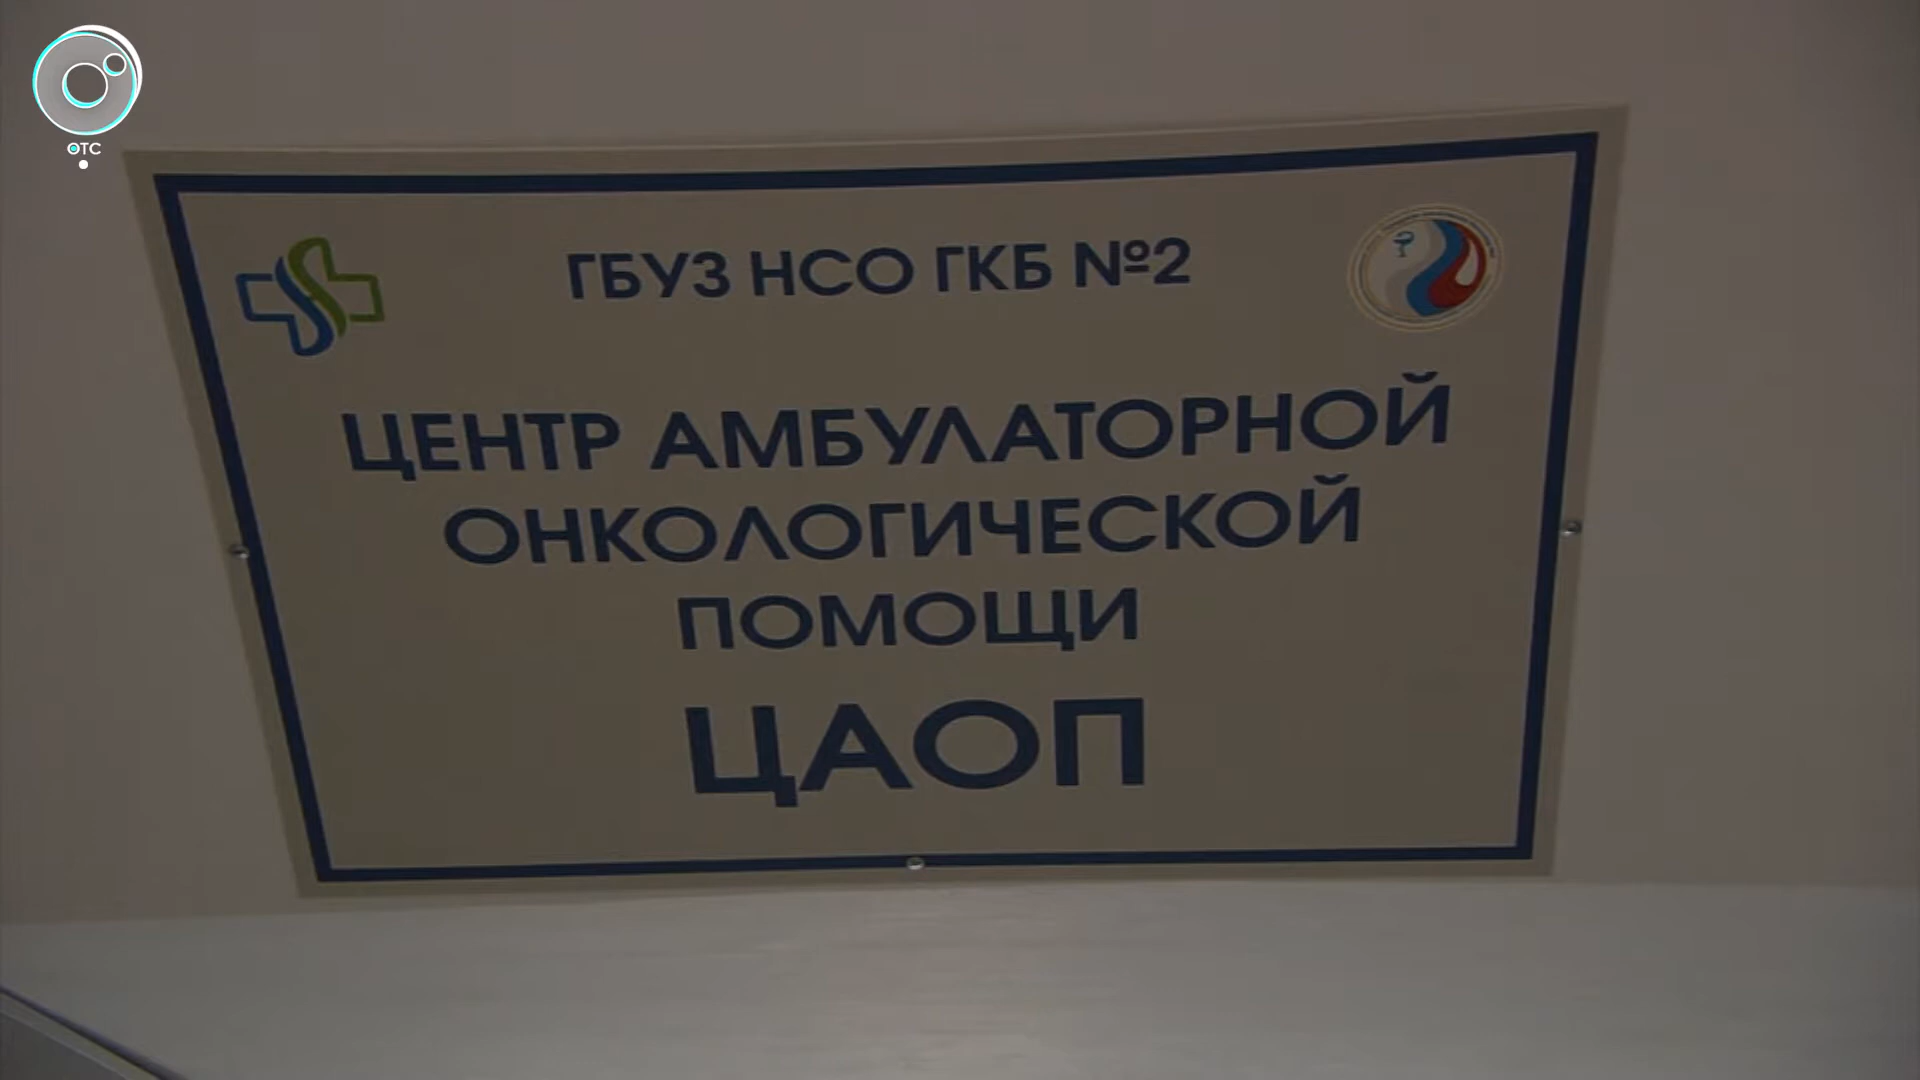 ОТС
ГБУЗ НСО ГКБ №2
ЦЕНТР АМБУЛАТОРНОЙ
ОНКОЛОГИЧЕСКОЙ
ПОМОЩИ
ЦАОП